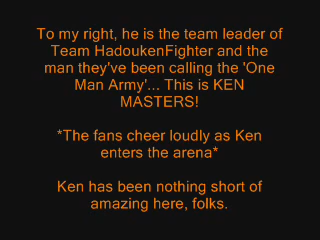 To my right, he is the team leader of
Team HadoukenFighter and the
man they've been calling the 'One
Man Army'... This is KEN
MASTERS!
*The fans cheer loudly as Ken
enters the arena*
Ken has been nothing short of
amazing here, folks.